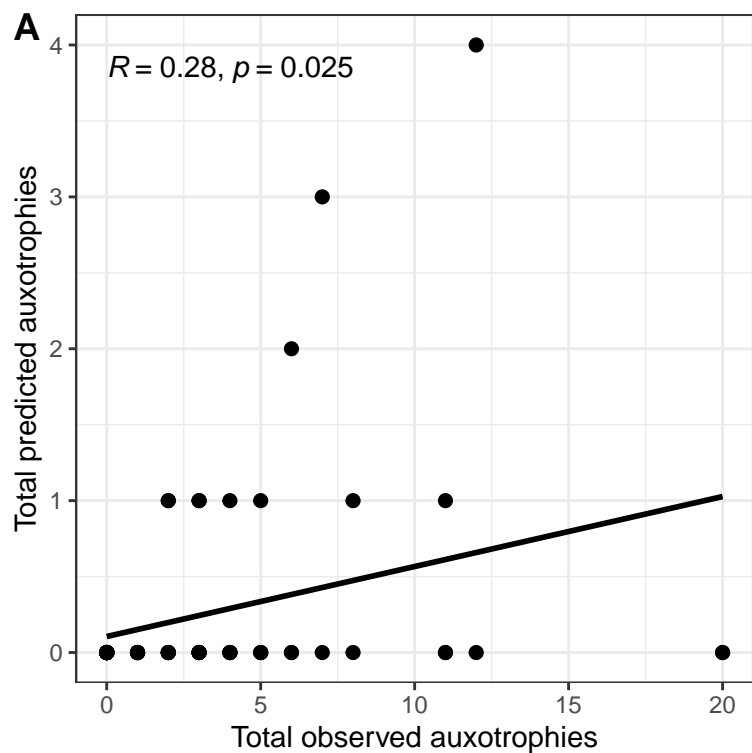 A
R = 0.28, p = 0.025
Total predicted auxotrophies
4
3
2
1
0
0 5 10 15 20
Total observed auxotrophies